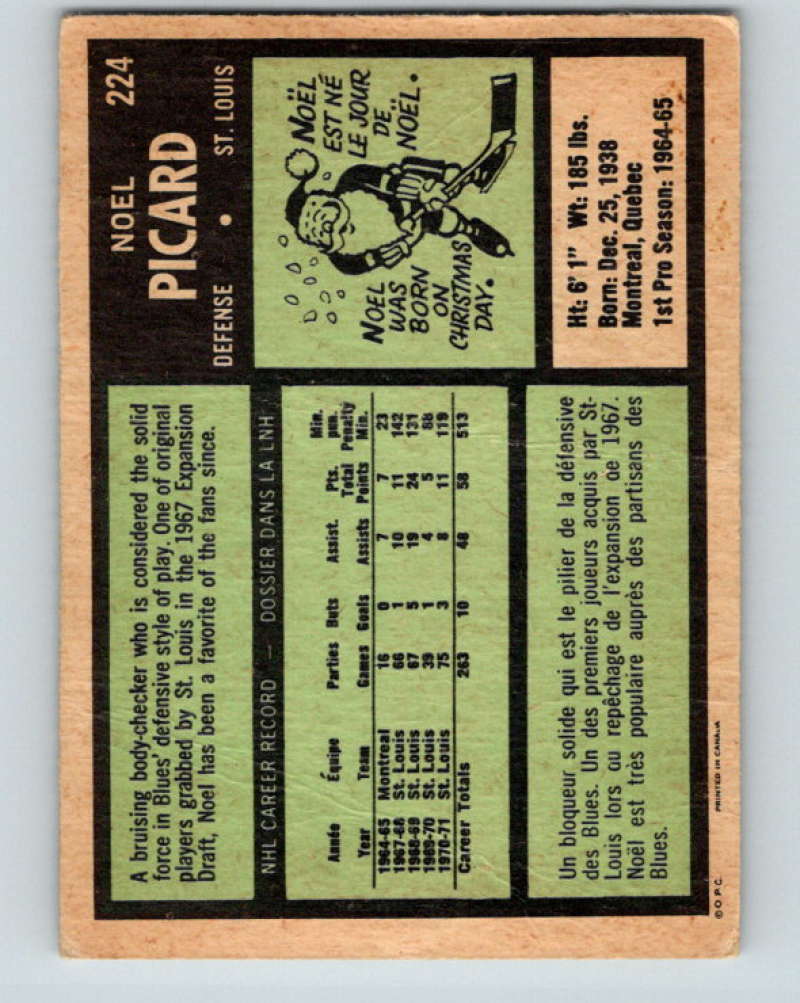 NOEL 224
PICARD
DEFENSE • ST. LOUIS
A bruising body-checker who is considered the solid
force in Blues' defensive style of play. One of original
players grabbed by St. Louis in the 1967 Expansion
Draft, Noel has been a favorite of the fans since.
NOËL
EST NÉ
LE JOUR
DE
NOËL.
NOEL
WAS
BORN
ON
CHRISTMAS
DAY.
NHL CAREER RECORD — DOSSIER DANS LA LNH
Année Équipe Parties Buts Assist. Pts. Total Min. pun.
Year Team Games Goals Assists Points Penalty Min.
1964-65 Montreal 16 0 7 7 23
1967-68 St. Louis 66 1 10 11 142
1968-69 St. Louis 67 5 19 24 131
1969-70 St. Louis 39 1 4 5 88
1970-71 St. Louis 75 3 8 11 119
Career Totals 263 10 48 58 513
Ht: 6' 1" Wt: 185 lbs.
Born: Dec. 25, 1938
Montreal, Quebec
1st Pro Season: 1964-65
Un bloqueur solide qui est le pilier de la défensive
des Blues. Un des premiers joueurs acquis par St-
Louis lors au repêchage de l'expansion de 1967.
Noël est très populaire auprès des partisans des
Blues.
© O.P.C. PRINTED IN CANADA